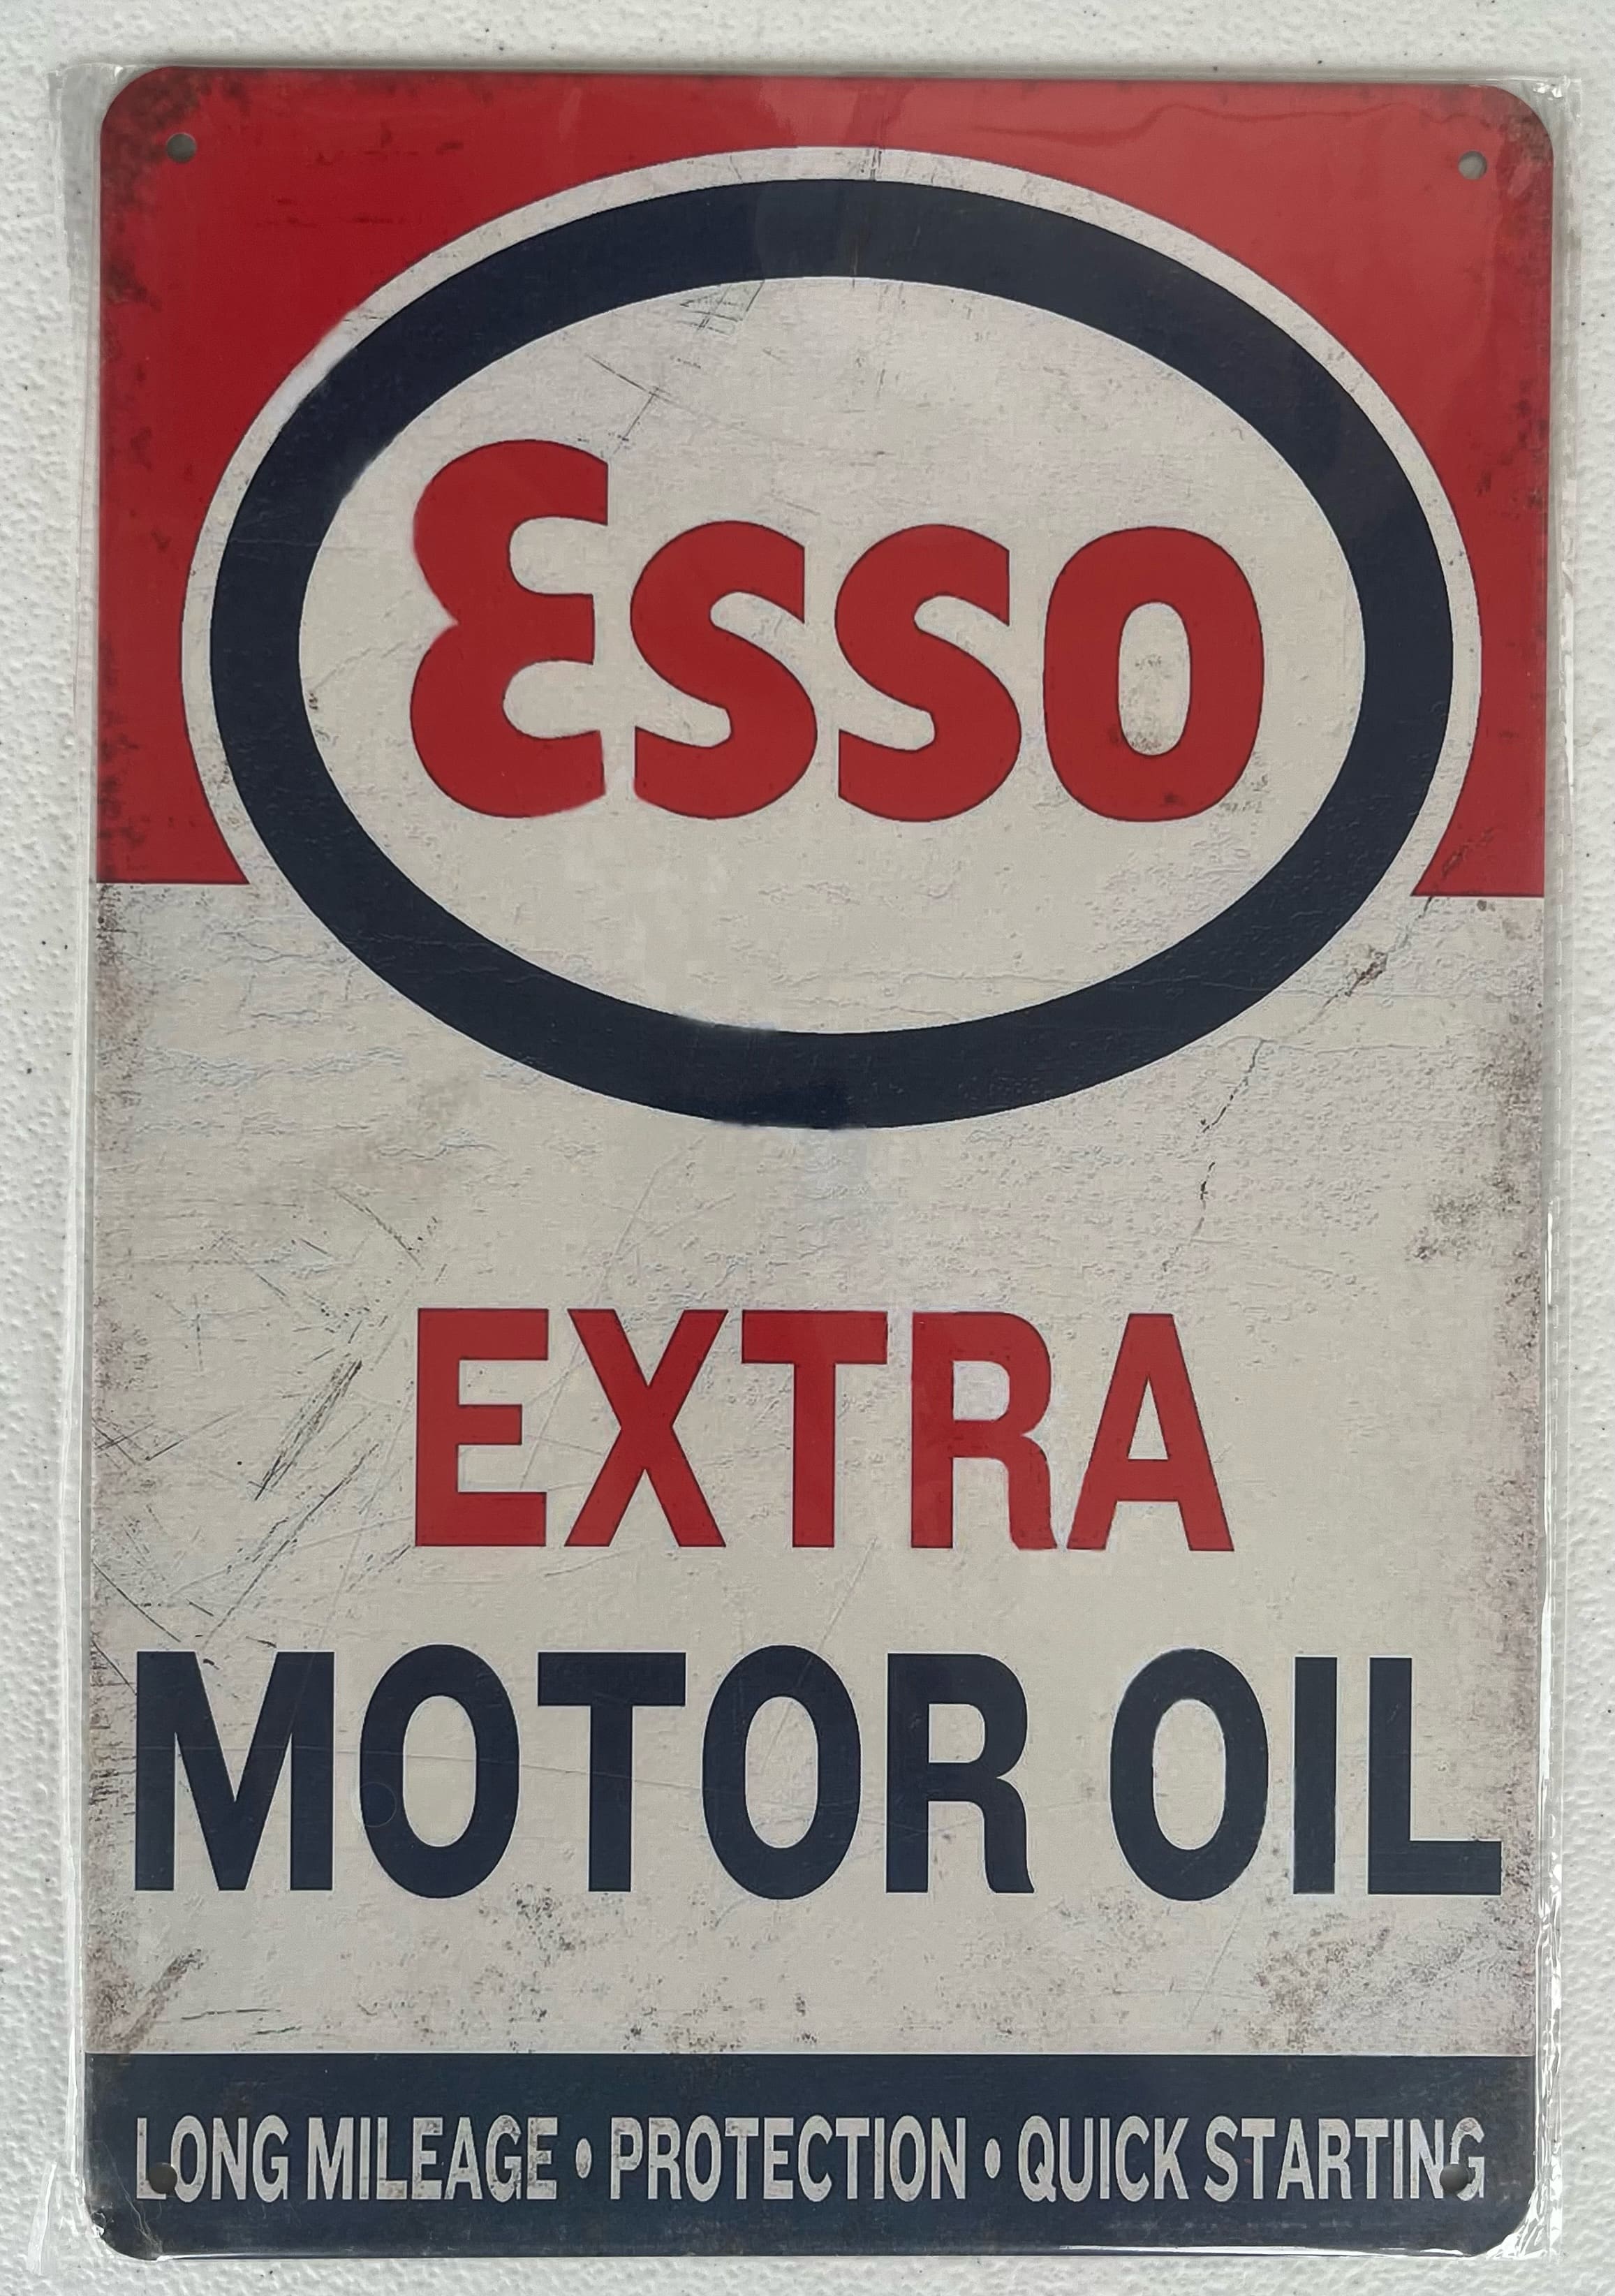 Esso
EXTRA
MOTOR OIL
LONG MILEAGE • PROTECTION • QUICK STARTING